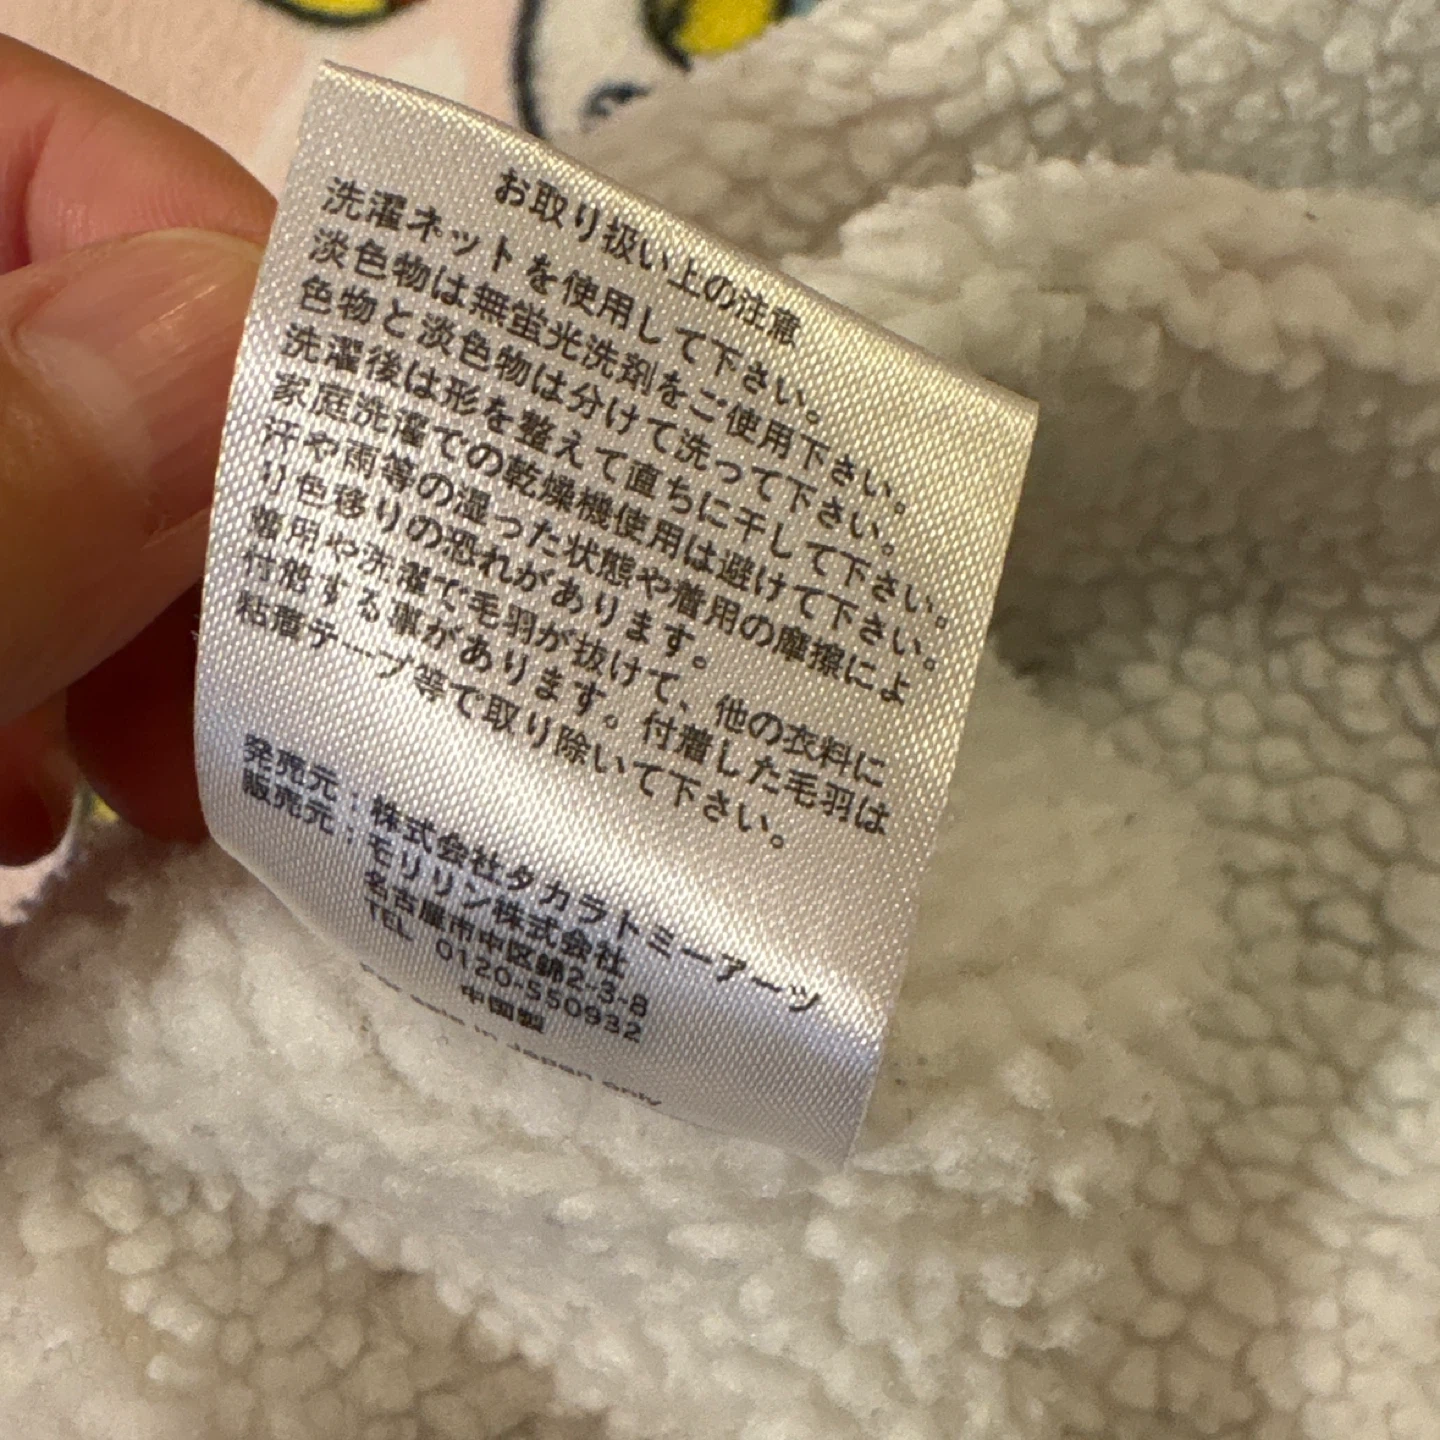 お取り扱い上の注意
洗濯ネットを使用して下さい。
淡色物は無蛍光洗剤をご使用下さい。
色物と淡色物は分けて洗って下さい。
洗濯後は形を整えて直ちに干して下さい。
家庭洗濯での乾燥機使用は避けて下さい。
汗や雨等の湿った状態や着用の摩擦によ
り色移りの恐れがあります。
着用や洗濯で毛羽が抜けて、他の衣料に
付着する事があります。付着した毛羽は
粘着テープ等で取り除いて下さい。
発売元：株式会社タカラトミーアーツ
販売元：モリリン株式会社
名古屋市中区錦2-3-8
TEL 0120-550932
中国製
For sale in Japan only